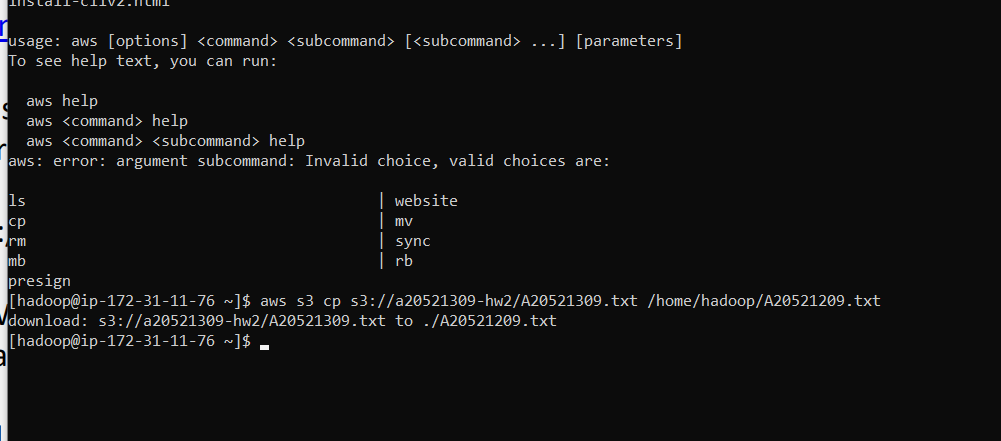 install-cliv2.html
usage: aws [options] <command> <subcommand> [<subcommand> ...] [parameters]
To see help text, you can run:
aws help
aws <command> help
aws <command> <subcommand> help
aws: error: argument subcommand: Invalid choice, valid choices are:
ls | website
cp | mv
rm | sync
mb | rb
presign
[hadoop@ip-172-31-11-76 ~]$ aws s3 cp s3://a20521309-hw2/A20521309.txt /home/hadoop/A20521209.txt
download: s3://a20521309-hw2/A20521309.txt to ./A20521209.txt
[hadoop@ip-172-31-11-76 ~]$